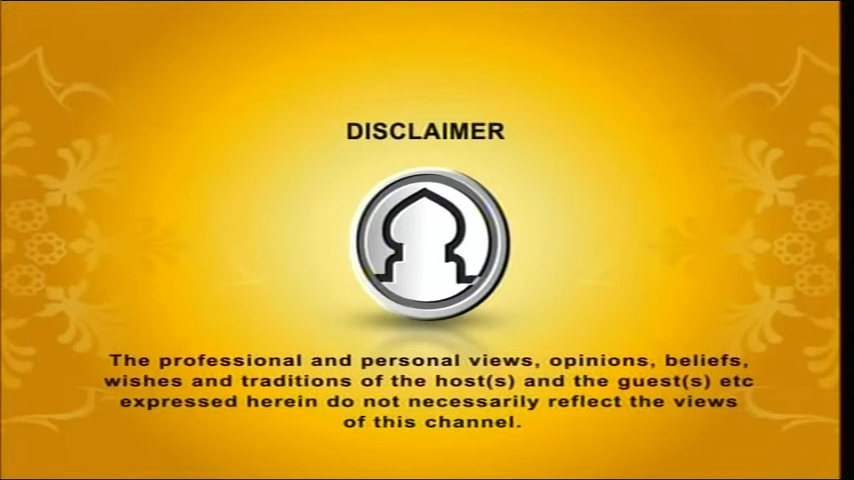 DISCLAIMER
The professional and personal views, opinions, beliefs,
wishes and traditions of the host(s) and the guest(s) etc
expressed herein do not necessarily reflect the views
of this channel.